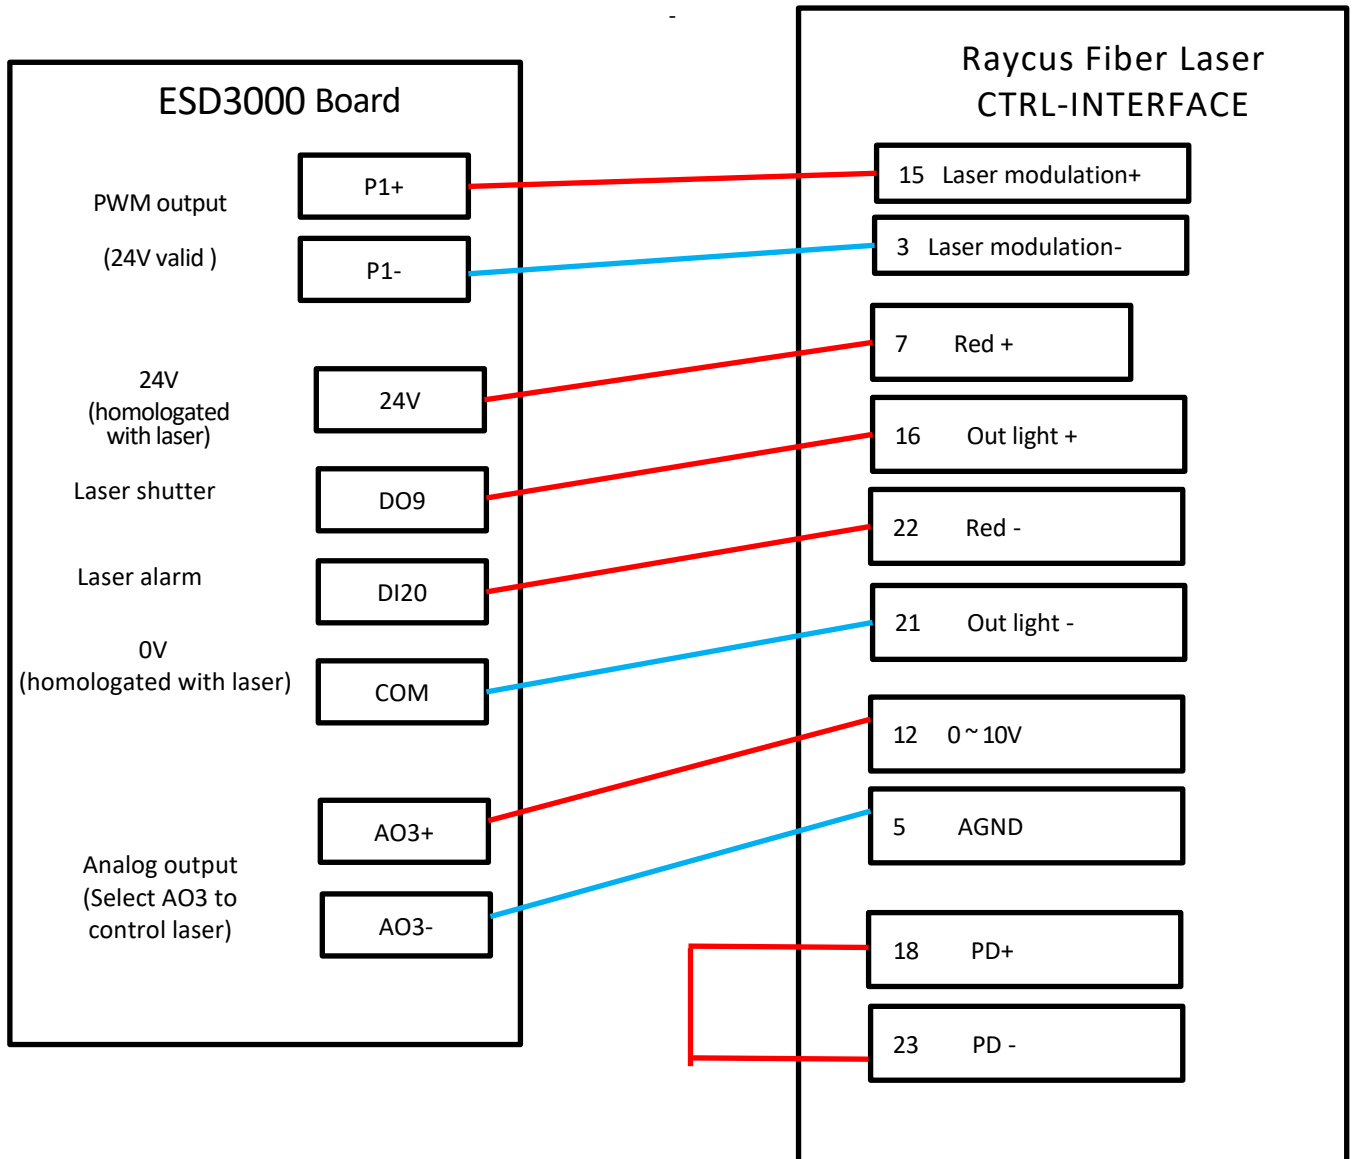 -
ESD3000 Board
PWM output
(24V valid )
P1+
P1-
24V
(homologated
with laser)
24V
Laser shutter
DO9
Laser alarm
DI20
0V
(homologated with laser)
COM
Analog output
(Select AO3 to
control laser)
AO3+
AO3-
Raycus Fiber Laser
CTRL-INTERFACE
15 Laser modulation+
3 Laser modulation-
7 Red +
16 Out light +
22 Red -
21 Out light -
12 0 ~ 10V
5 AGND
18 PD+
23 PD -